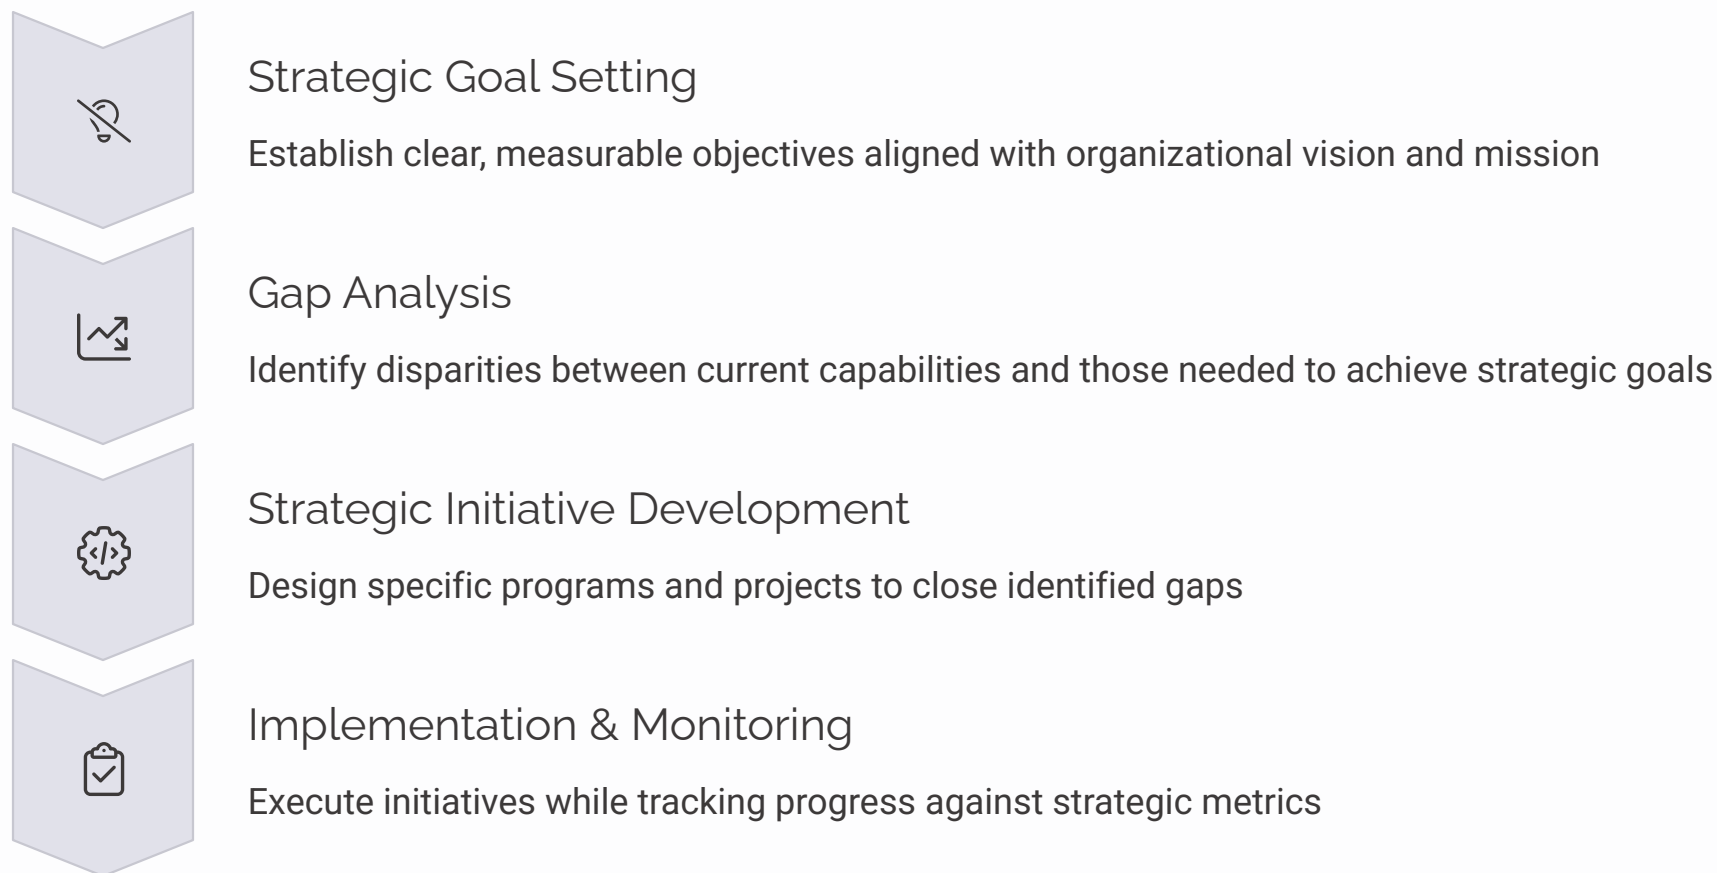 Strategic Goal Setting
Establish clear, measurable objectives aligned with organizational vision and mission
Gap Analysis
Identify disparities between current capabilities and those needed to achieve strategic goals
Strategic Initiative Development
Design specific programs and projects to close identified gaps
Implementation & Monitoring
Execute initiatives while tracking progress against strategic metrics